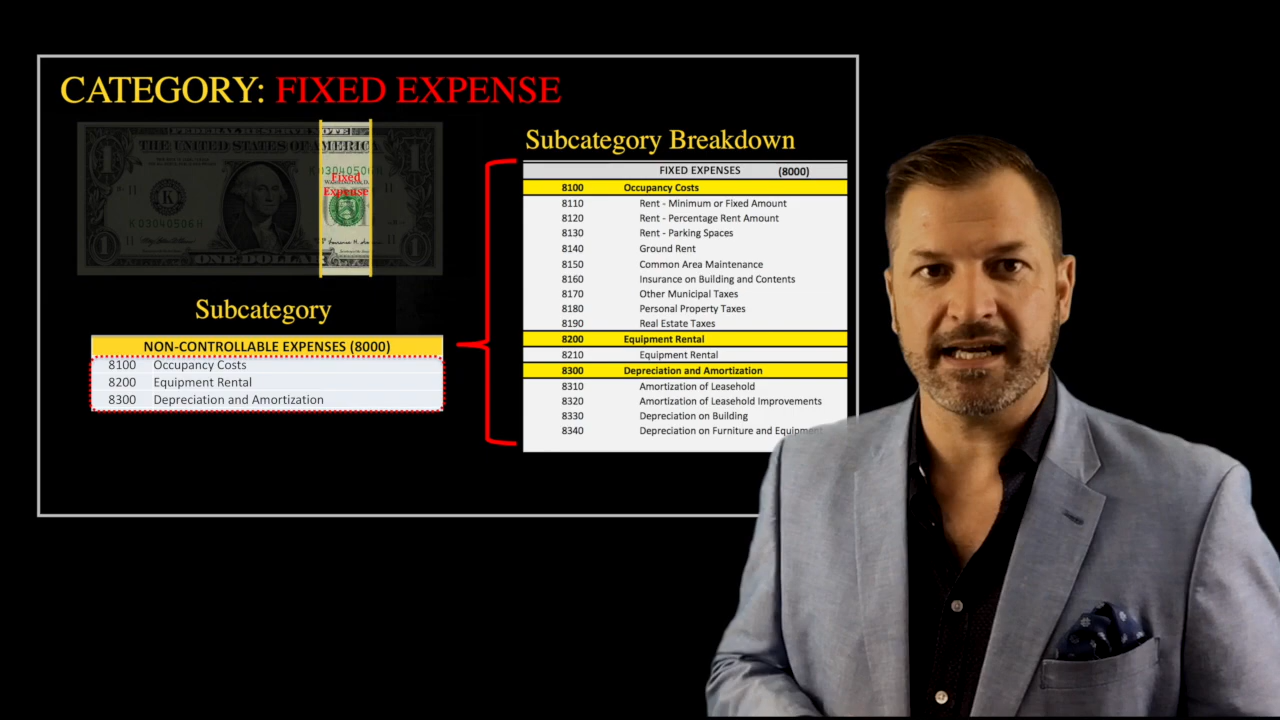 CATEGORY: FIXED EXPENSE
FEDERAL RESERVE NOTE
THE UNITED STATES OF AMERICA
K03040506H
Fixed
Expense
ONE DOLLAR
Subcategory
NON-CONTROLLABLE EXPENSES (8000)
8100 Occupancy Costs
8200 Equipment Rental
8300 Depreciation and Amortization
Subcategory Breakdown
FIXED EXPENSES (8000)
8100 Occupancy Costs
8110 Rent - Minimum or Fixed Amount
8120 Rent - Percentage Rent Amount
8130 Rent - Parking Spaces
8140 Ground Rent
8150 Common Area Maintenance
8160 Insurance on Building and Contents
8170 Other Municipal Taxes
8180 Personal Property Taxes
8190 Real Estate Taxes
8200 Equipment Rental
8210 Equipment Rental
8300 Depreciation and Amortization
8310 Amortization of Leasehold
8320 Amortization of Leasehold Improvements
8330 Depreciation on Building
8340 Depreciation on Furniture and Equipment